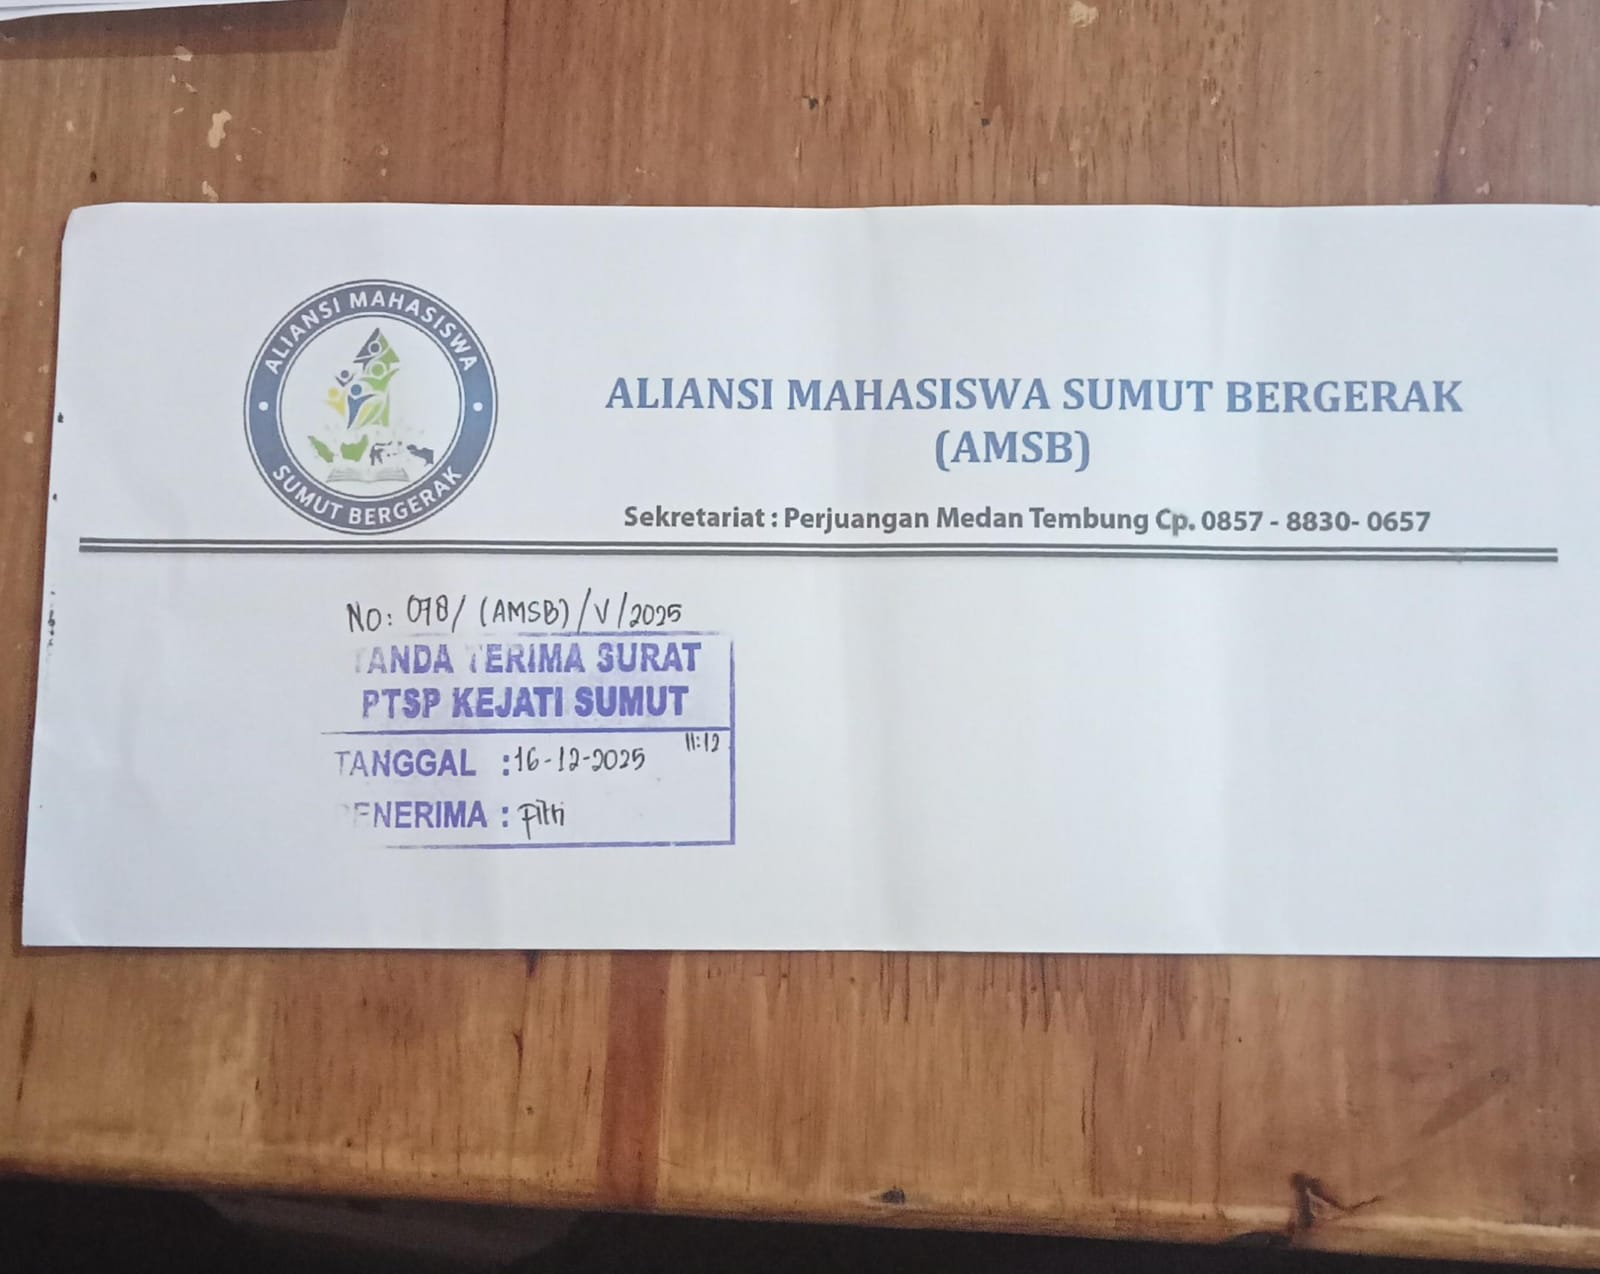 ALIANSI MAHASISWA
SUMUT BERGERAK
ALIANSI MAHASISWA SUMUT BERGERAK
(AMSB)
Sekretariat : Perjuangan Medan Tembung Cp. 0857 - 8830- 0657
NO: 078/ (AMSB)/V/2025
TANDA TERIMA SURAT
PTSP KEJATI SUMUT
TANGGAL : 16-12-2025 11:12
PENERIMA :